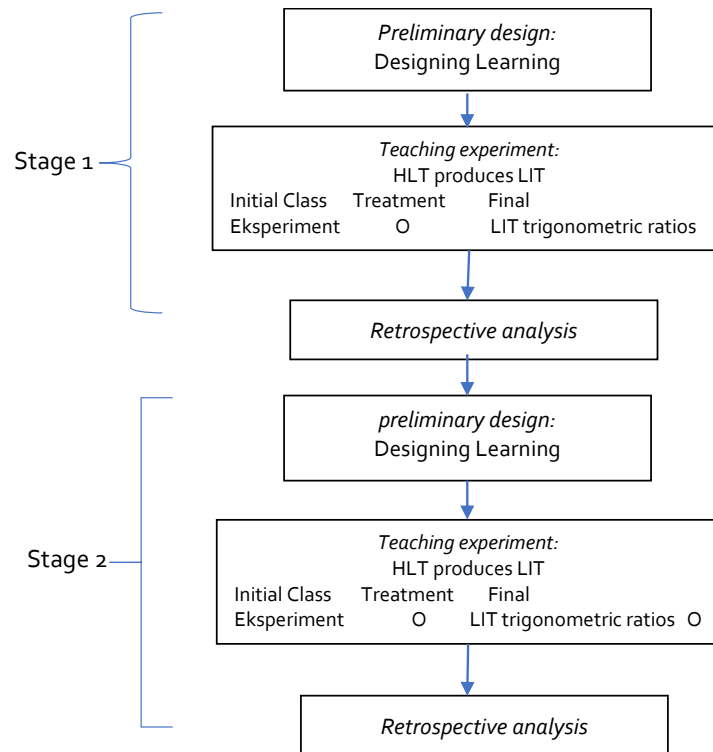 Preliminary design:
Designing Learning
Stage 1
Teaching experiment:
HLT produces LIT
Initial Class Treatment Final
Eksperiment O LIT trigonometric ratios
Retrospective analysis
preliminary design:
Designing Learning
Stage 2
Teaching experiment:
HLT produces LIT
Initial Class Treatment Final
Eksperiment O LIT trigonometric ratios O
Retrospective analysis